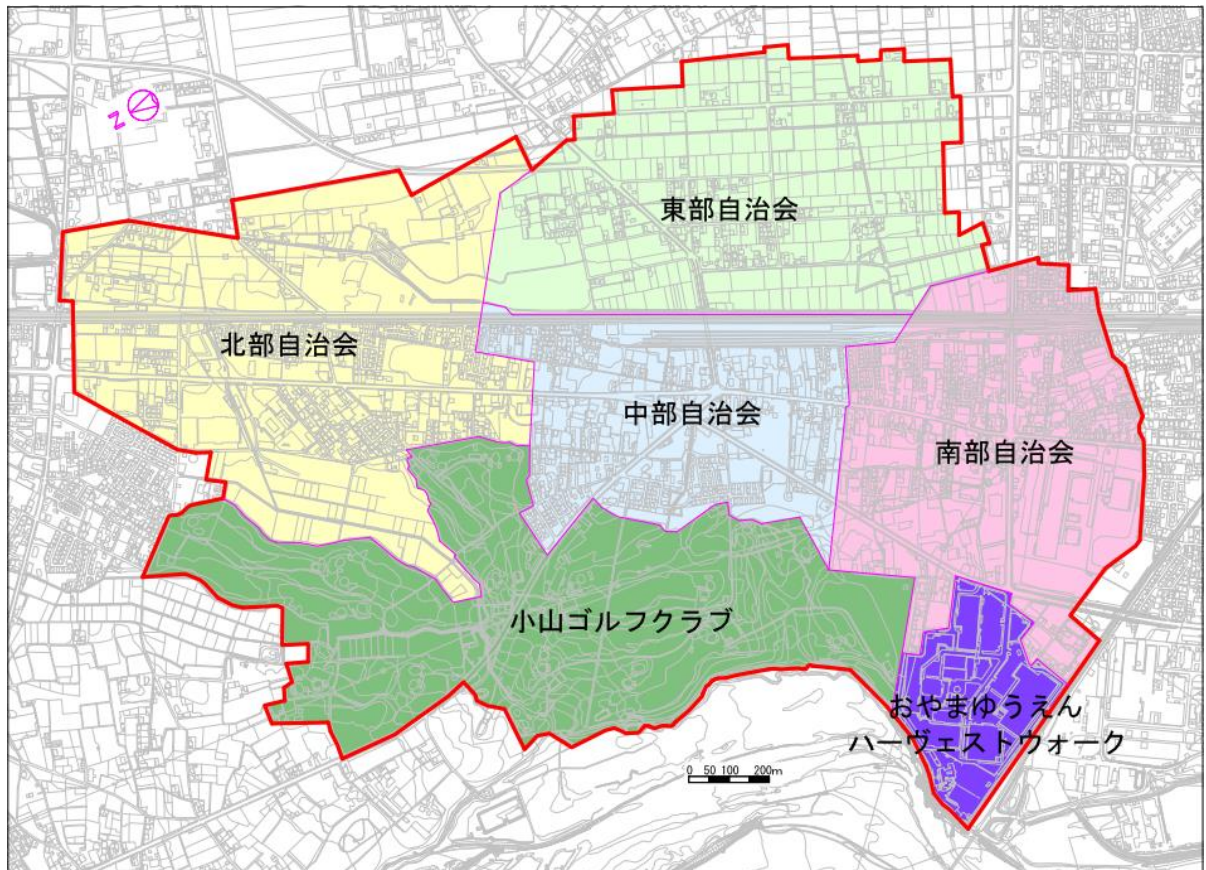 Z
東部自治会
北部自治会
中部自治会
南部自治会
小山ゴルフクラブ
おやまゆうえん
ハーヴェストウォーク
0 50 100 200m